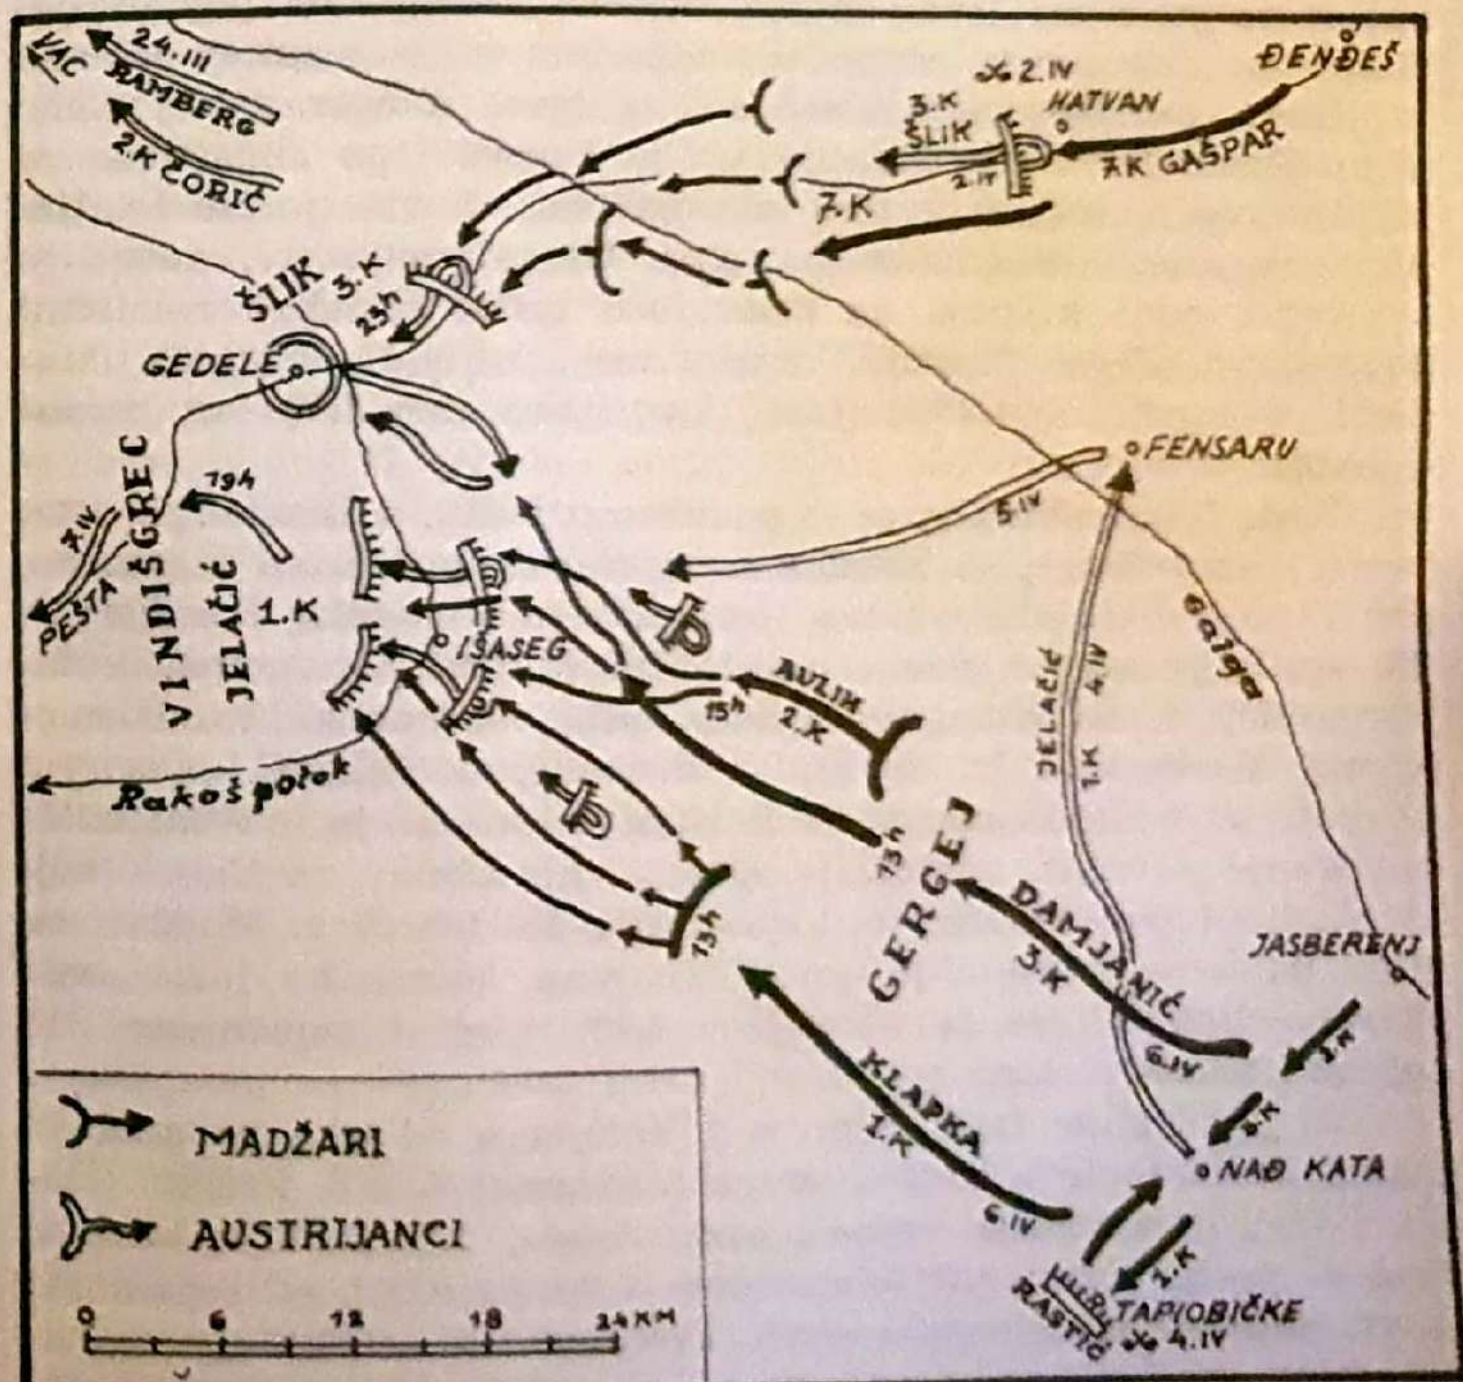 VAC
24.III
RAMBERG
2.K ČORIĆ
ĐENĐEŠ
2.IV
HATVAN
3.K
ŠLIK
2.IV
7.K GAŠPAR
7.K
ŠLIK
3.K
23h
GEDELE
VINDIŠGREC
19h
7.IV
PEŠTA
JELAČIĆ
1.K
IŠASEG
FENSARU
5.IV
Galga
JELAČIĆ
1.K 4.IV
AULIH
2.K
15h
Rakoš potok
13h
GERGEJ
13h
DAMJANIĆ
3.K
6.IV
JASBERENJ
KLAPKA
1.K
6.IV
NAĐ KATA
1.K
RASTIĆ
TAPIOBIČKE
4.IV
MADŽARI
AUSTRIJANCI
0 6 12 18 24 KM